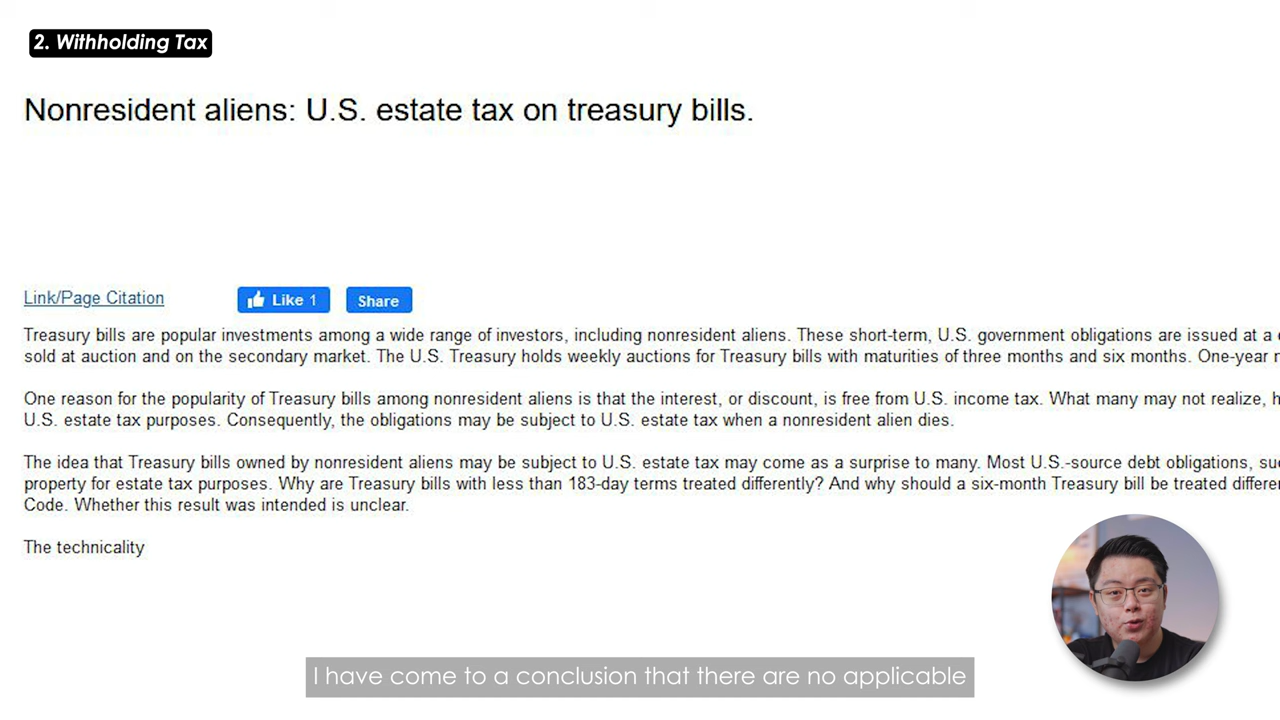 2. Withholding Tax
Nonresident aliens: U.S. estate tax on treasury bills.
Link/Page Citation
Like 1
Share
Treasury bills are popular investments among a wide range of investors, including nonresident aliens. These short-term, U.S. government obligations are issued at a
sold at auction and on the secondary market. The U.S. Treasury holds weekly auctions for Treasury bills with maturities of three months and six months. One-year
One reason for the popularity of Treasury bills among nonresident aliens is that the interest, or discount, is free from U.S. income tax. What many may not realize,
U.S. estate tax purposes. Consequently, the obligations may be subject to U.S. estate tax when a nonresident alien dies.
The idea that Treasury bills owned by nonresident aliens may be subject to U.S. estate tax may come as a surprise to many. Most U.S.-source debt obligations,
property for estate tax purposes. Why are Treasury bills with less than 183-day terms treated differently? And why should a six-month Treasury bill be treated
Code. Whether this result was intended is unclear.
The technicality
I have come to a conclusion that there are no applicable